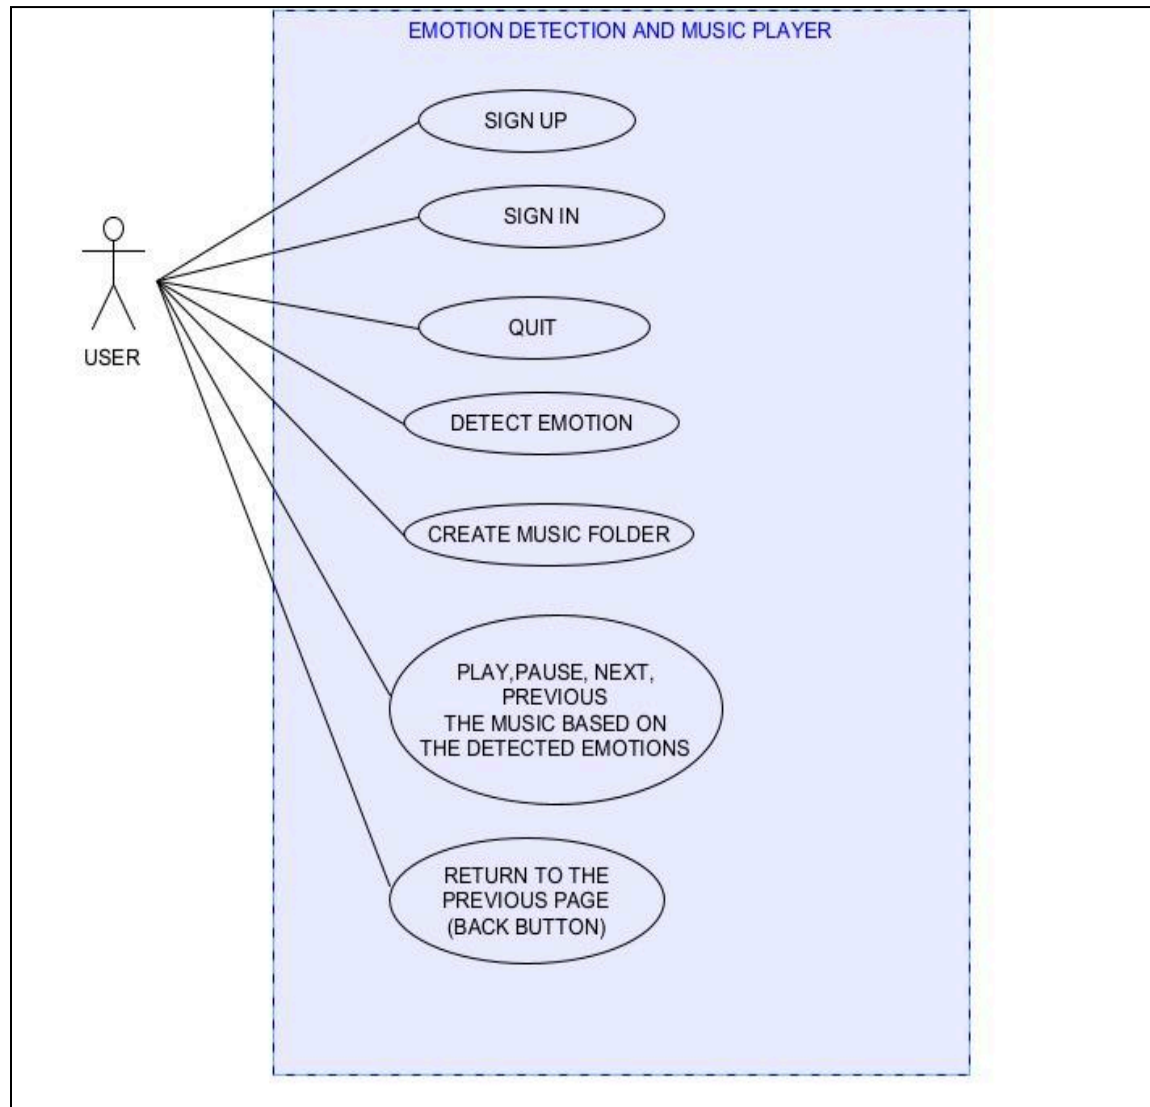 EMOTION DETECTION AND MUSIC PLAYER
SIGN UP
SIGN IN
QUIT
USER
DETECT EMOTION
CREATE MUSIC FOLDER
PLAY,PAUSE, NEXT,
PREVIOUS
THE MUSIC BASED ON
THE DETECTED EMOTIONS
RETURN TO THE
PREVIOUS PAGE
(BACK BUTTON)